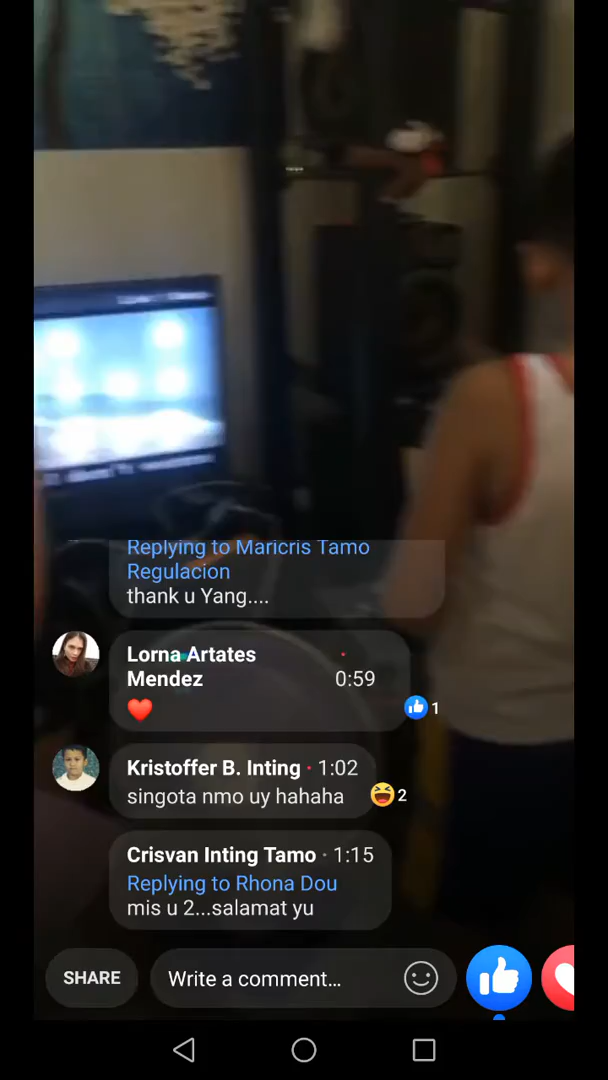 Replying to Maricris Tamo
Regulacion
thank u Yang....
Lorna Artates
Mendez
0:59
1
Kristoffer B. Inting · 1:02
singota nmo uy hahaha
2
Crisvan Inting Tamo · 1:15
Replying to Rhona Dou
mis u 2...salamat yu
SHARE
Write a comment...